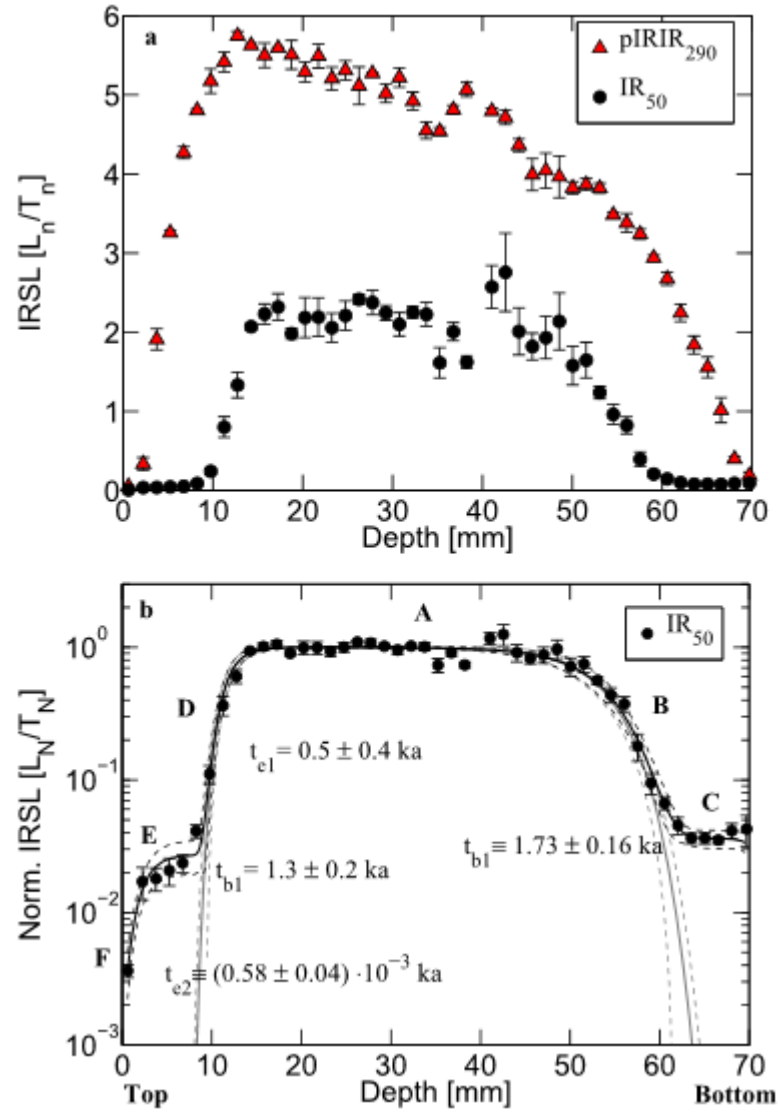 a
pIRIR290
IR50
IRSL [Ln/Tn]
6
5
4
3
2
1
0
0 10 20 30 40 50 60 70
Depth [mm]
b
A
IR50
D
B
te1= 0.5 ± 0.4 ka
E
C
tb1= 1.3 ± 0.2 ka
tb1≡ 1.73 ± 0.16 ka
F
te2≡ (0.58 ± 0.04) ·10−3 ka
Norm. IRSL [LN/TN]
10^0
10^−1
10^−2
10^−3
0 10 20 30 40 50 60 70
Top Depth [mm] Bottom